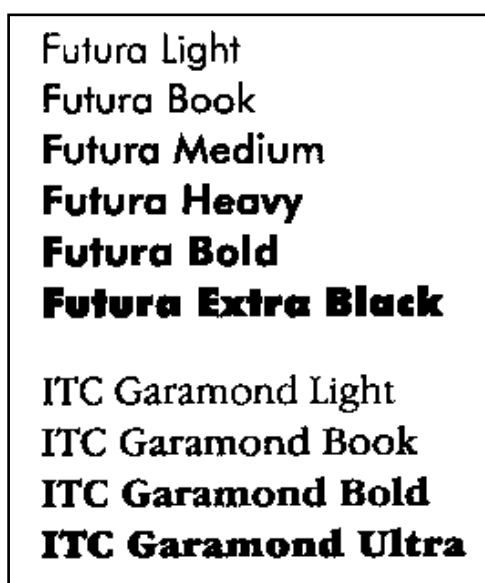 Futura Light
Futura Book
Futura Medium
Futura Heavy
Futura Bold
Futura Extra Black
ITC Garamond Light
ITC Garamond Book
ITC Garamond Bold
ITC Garamond Ultra